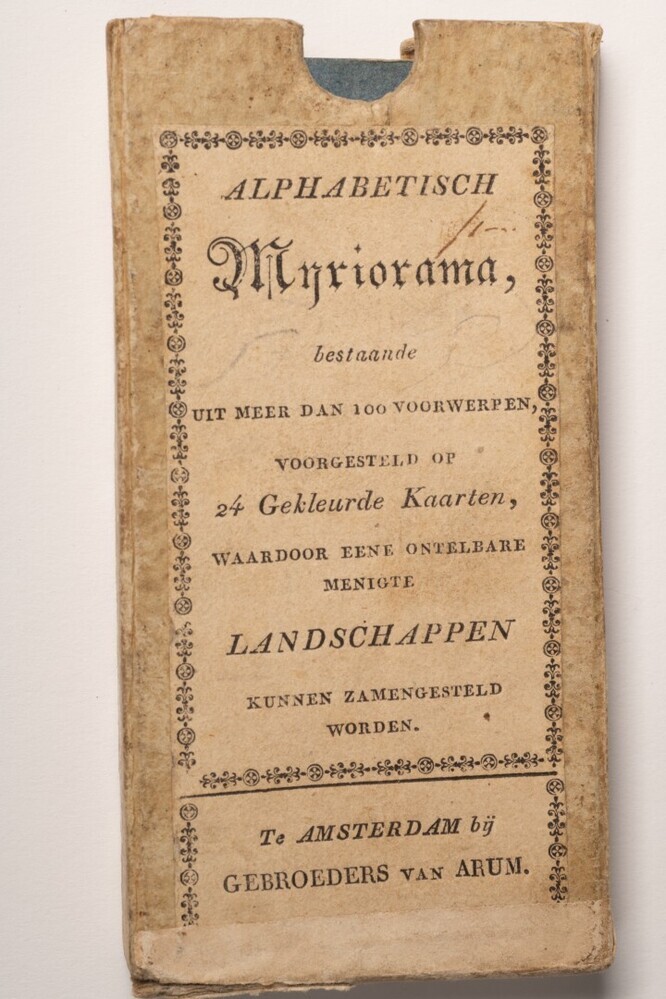 ALPHABETISCH
Myriorama,
bestaande
UIT MEER DAN 100 VOORWERPEN,
VOORGESTELD OP
24 Gekleurde Kaarten,
WAARDOOR EENE ONTELBARE
MENIGTE
LANDSCHAPPEN
KUNNEN ZAMENGESTELD
WORDEN.
Te AMSTERDAM bij
GEBROEDERS VAN ARUM.